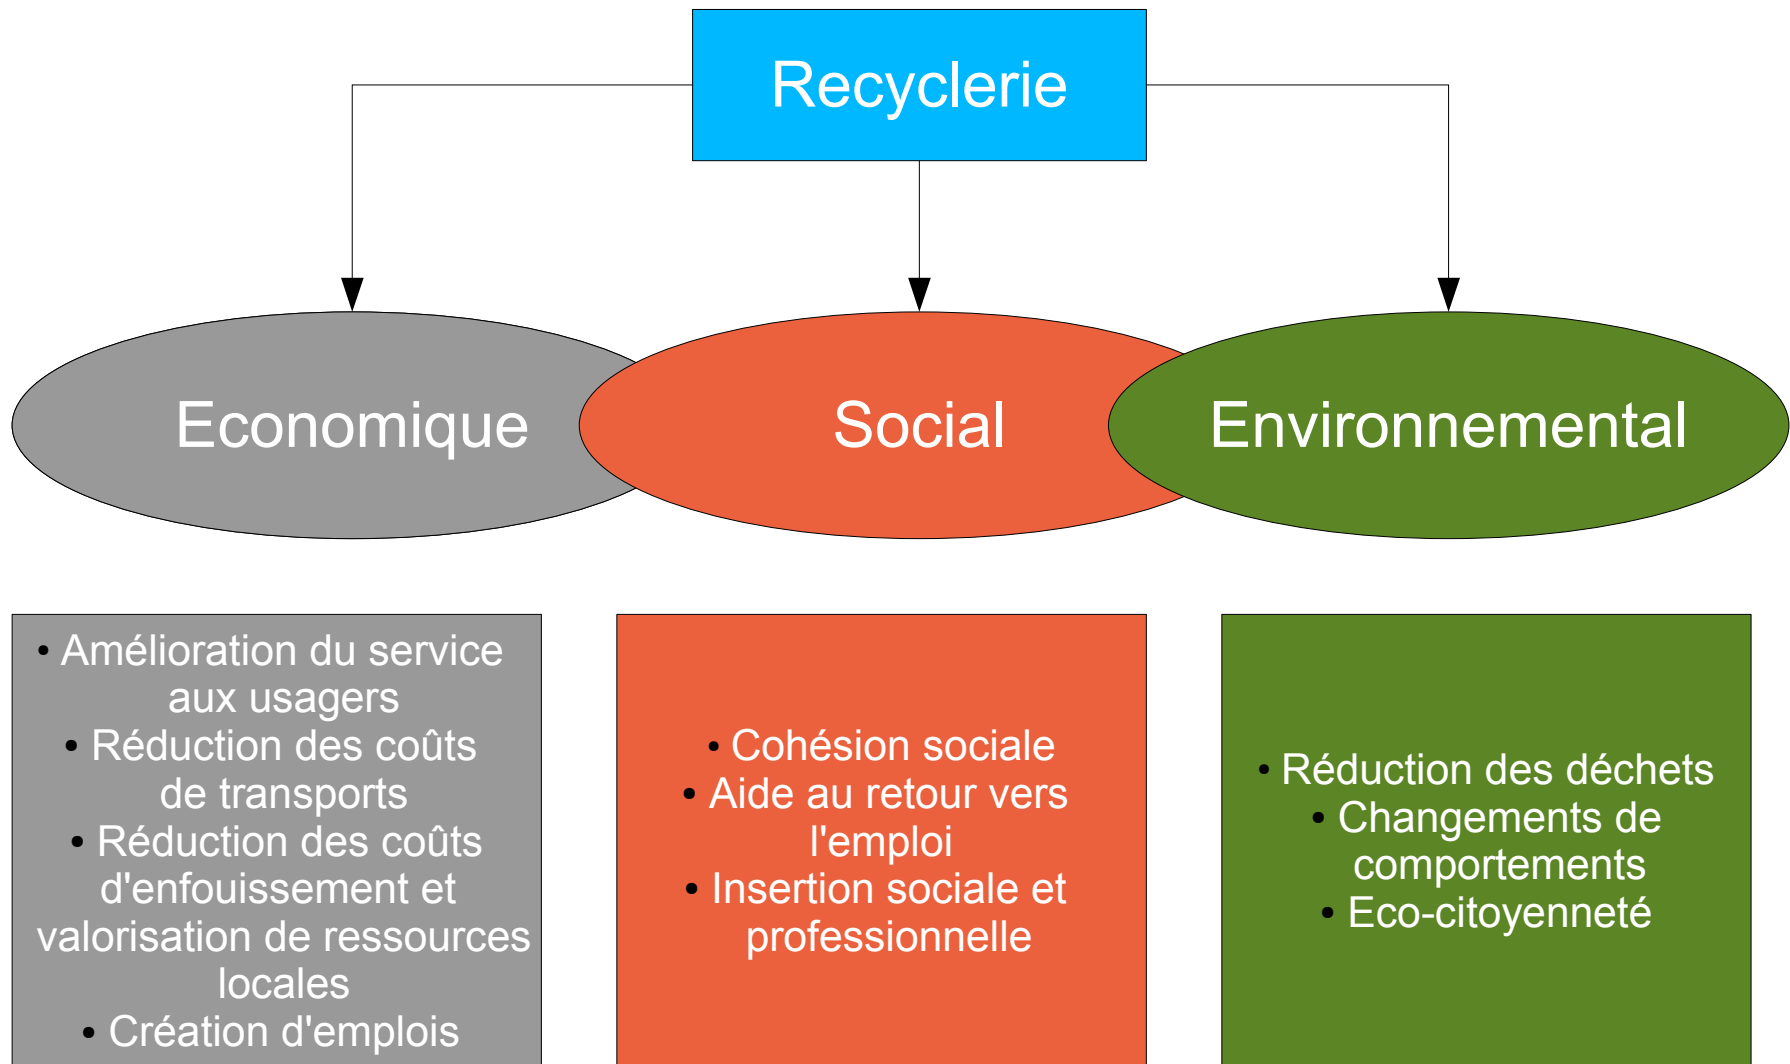 Recyclerie
Economique
Social
Environnemental
• Amélioration du service
aux usagers
• Réduction des coûts
de transports
• Réduction des coûts
d'enfouissement et
valorisation de ressources
locales
• Création d'emplois
• Cohésion sociale
• Aide au retour vers
l'emploi
• Insertion sociale et
professionnelle
• Réduction des déchets
• Changements de
comportements
• Eco-citoyenneté